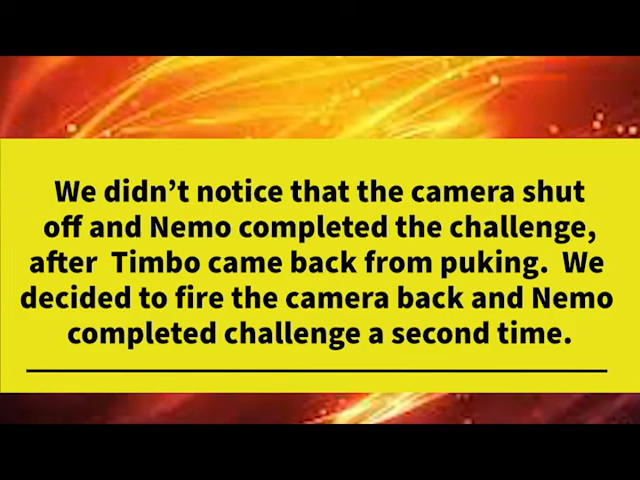 We didn’t notice that the camera shut
off and Nemo completed the challenge,
after  Timbo came back from puking.  We
decided to fire the camera back and Nemo
completed challenge a second time.